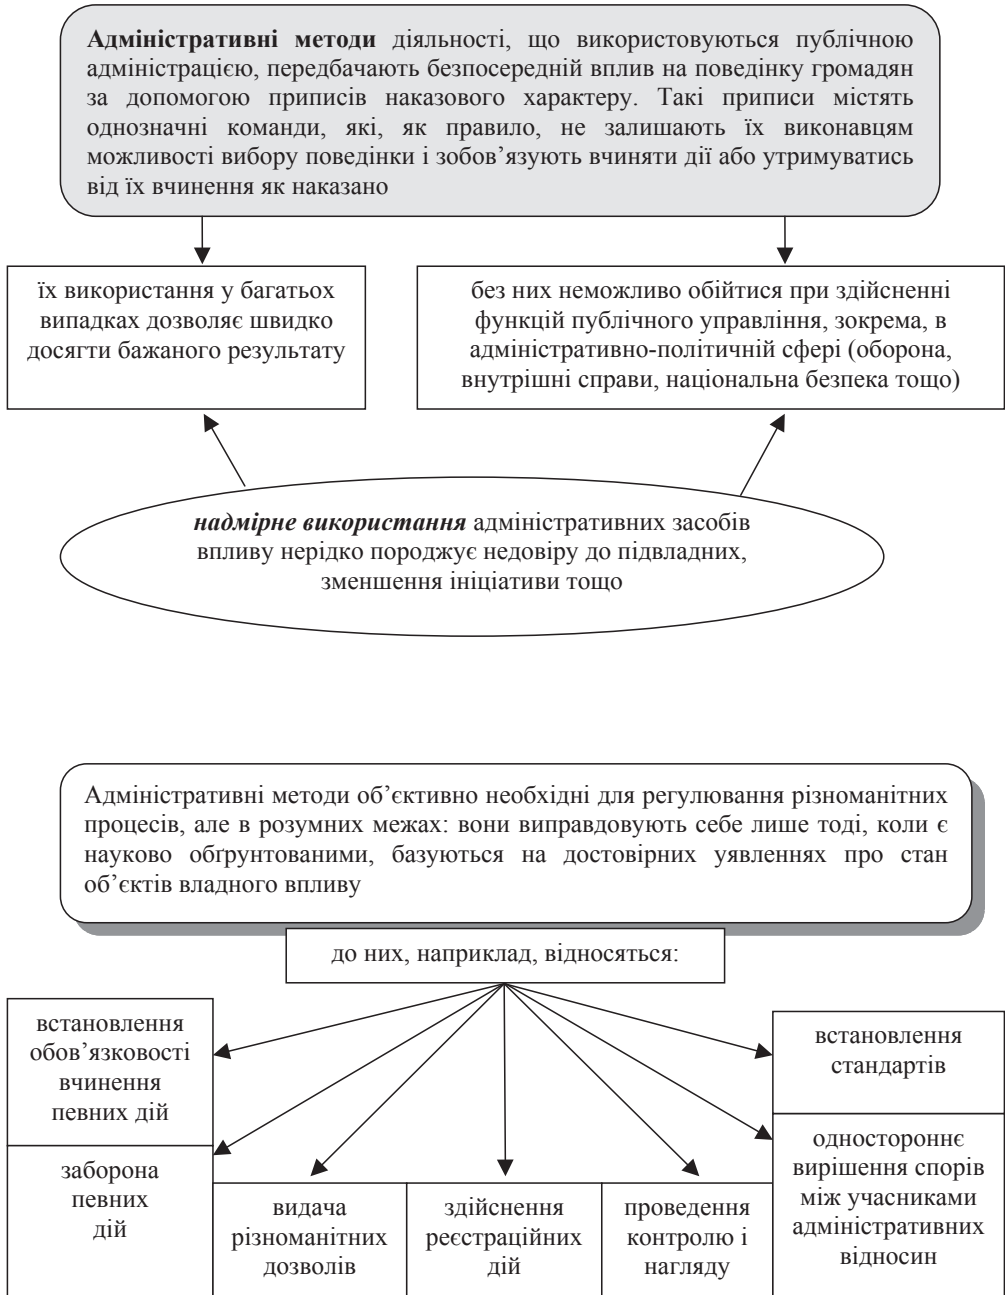 Адміністративні методи діяльності, що використовуються публічною
адміністрацією, передбачають безпосередній вплив на поведінку громадян
за допомогою приписів наказового характеру. Такі приписи містять
однозначні команди, які, як правило, не залишають їх виконавцям
можливості вибору поведінки і зобов’язують вчиняти дії або утримуватись
від їх вчинення як наказано
їх використання у багатьох
випадках дозволяє швидко
досягти бажаного результату
без них неможливо обійтися при здійсненні
функцій публічного управління, зокрема, в
адміністративно-політичній сфері (оборона,
внутрішні справи, національна безпека тощо)
надмірне використання адміністративних засобів
впливу нерідко породжує недовіру до підвладних,
зменшення ініціативи тощо
Адміністративні методи об’єктивно необхідні для регулювання різноманітних
процесів, але в розумних межах: вони виправдовують себе лише тоді, коли є
науково обґрунтованими, базуються на достовірних уявленнях про стан
об’єктів владного впливу
до них, наприклад, відносяться:
встановлення
обов’язковості
вчинення
певних дій
заборона
певних
дій
видача
різноманітних
дозволів
здійснення
реєстраційних
дій
проведення
контролю і
нагляду
встановлення
стандартів
одностороннє
вирішення спорів
між учасниками
адміністративних
відносин